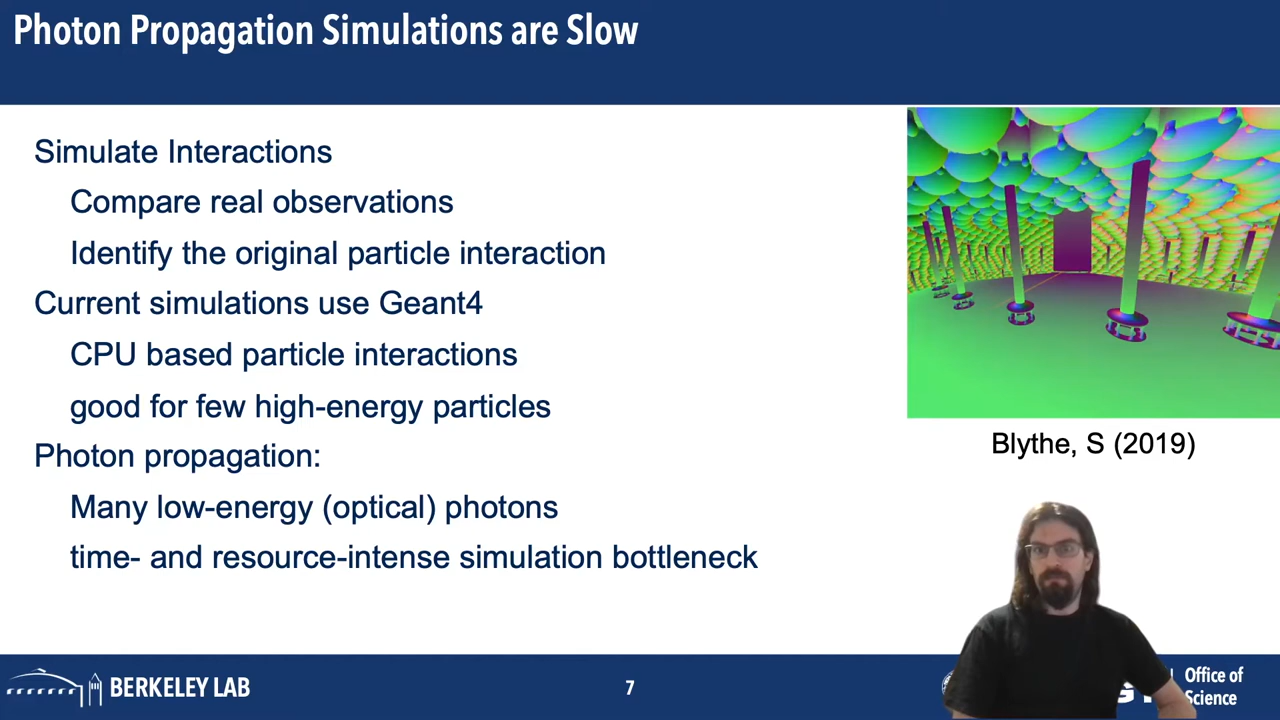 Photon Propagation Simulations are Slow
Simulate Interactions
Compare real observations
Identify the original particle interaction
Current simulations use Geant4
CPU based particle interactions
good for few high-energy particles
Photon propagation:
Many low-energy (optical) photons
time- and resource-intense simulation bottleneck
Blythe, S (2019)
BERKELEY LAB
7
Office of
Science